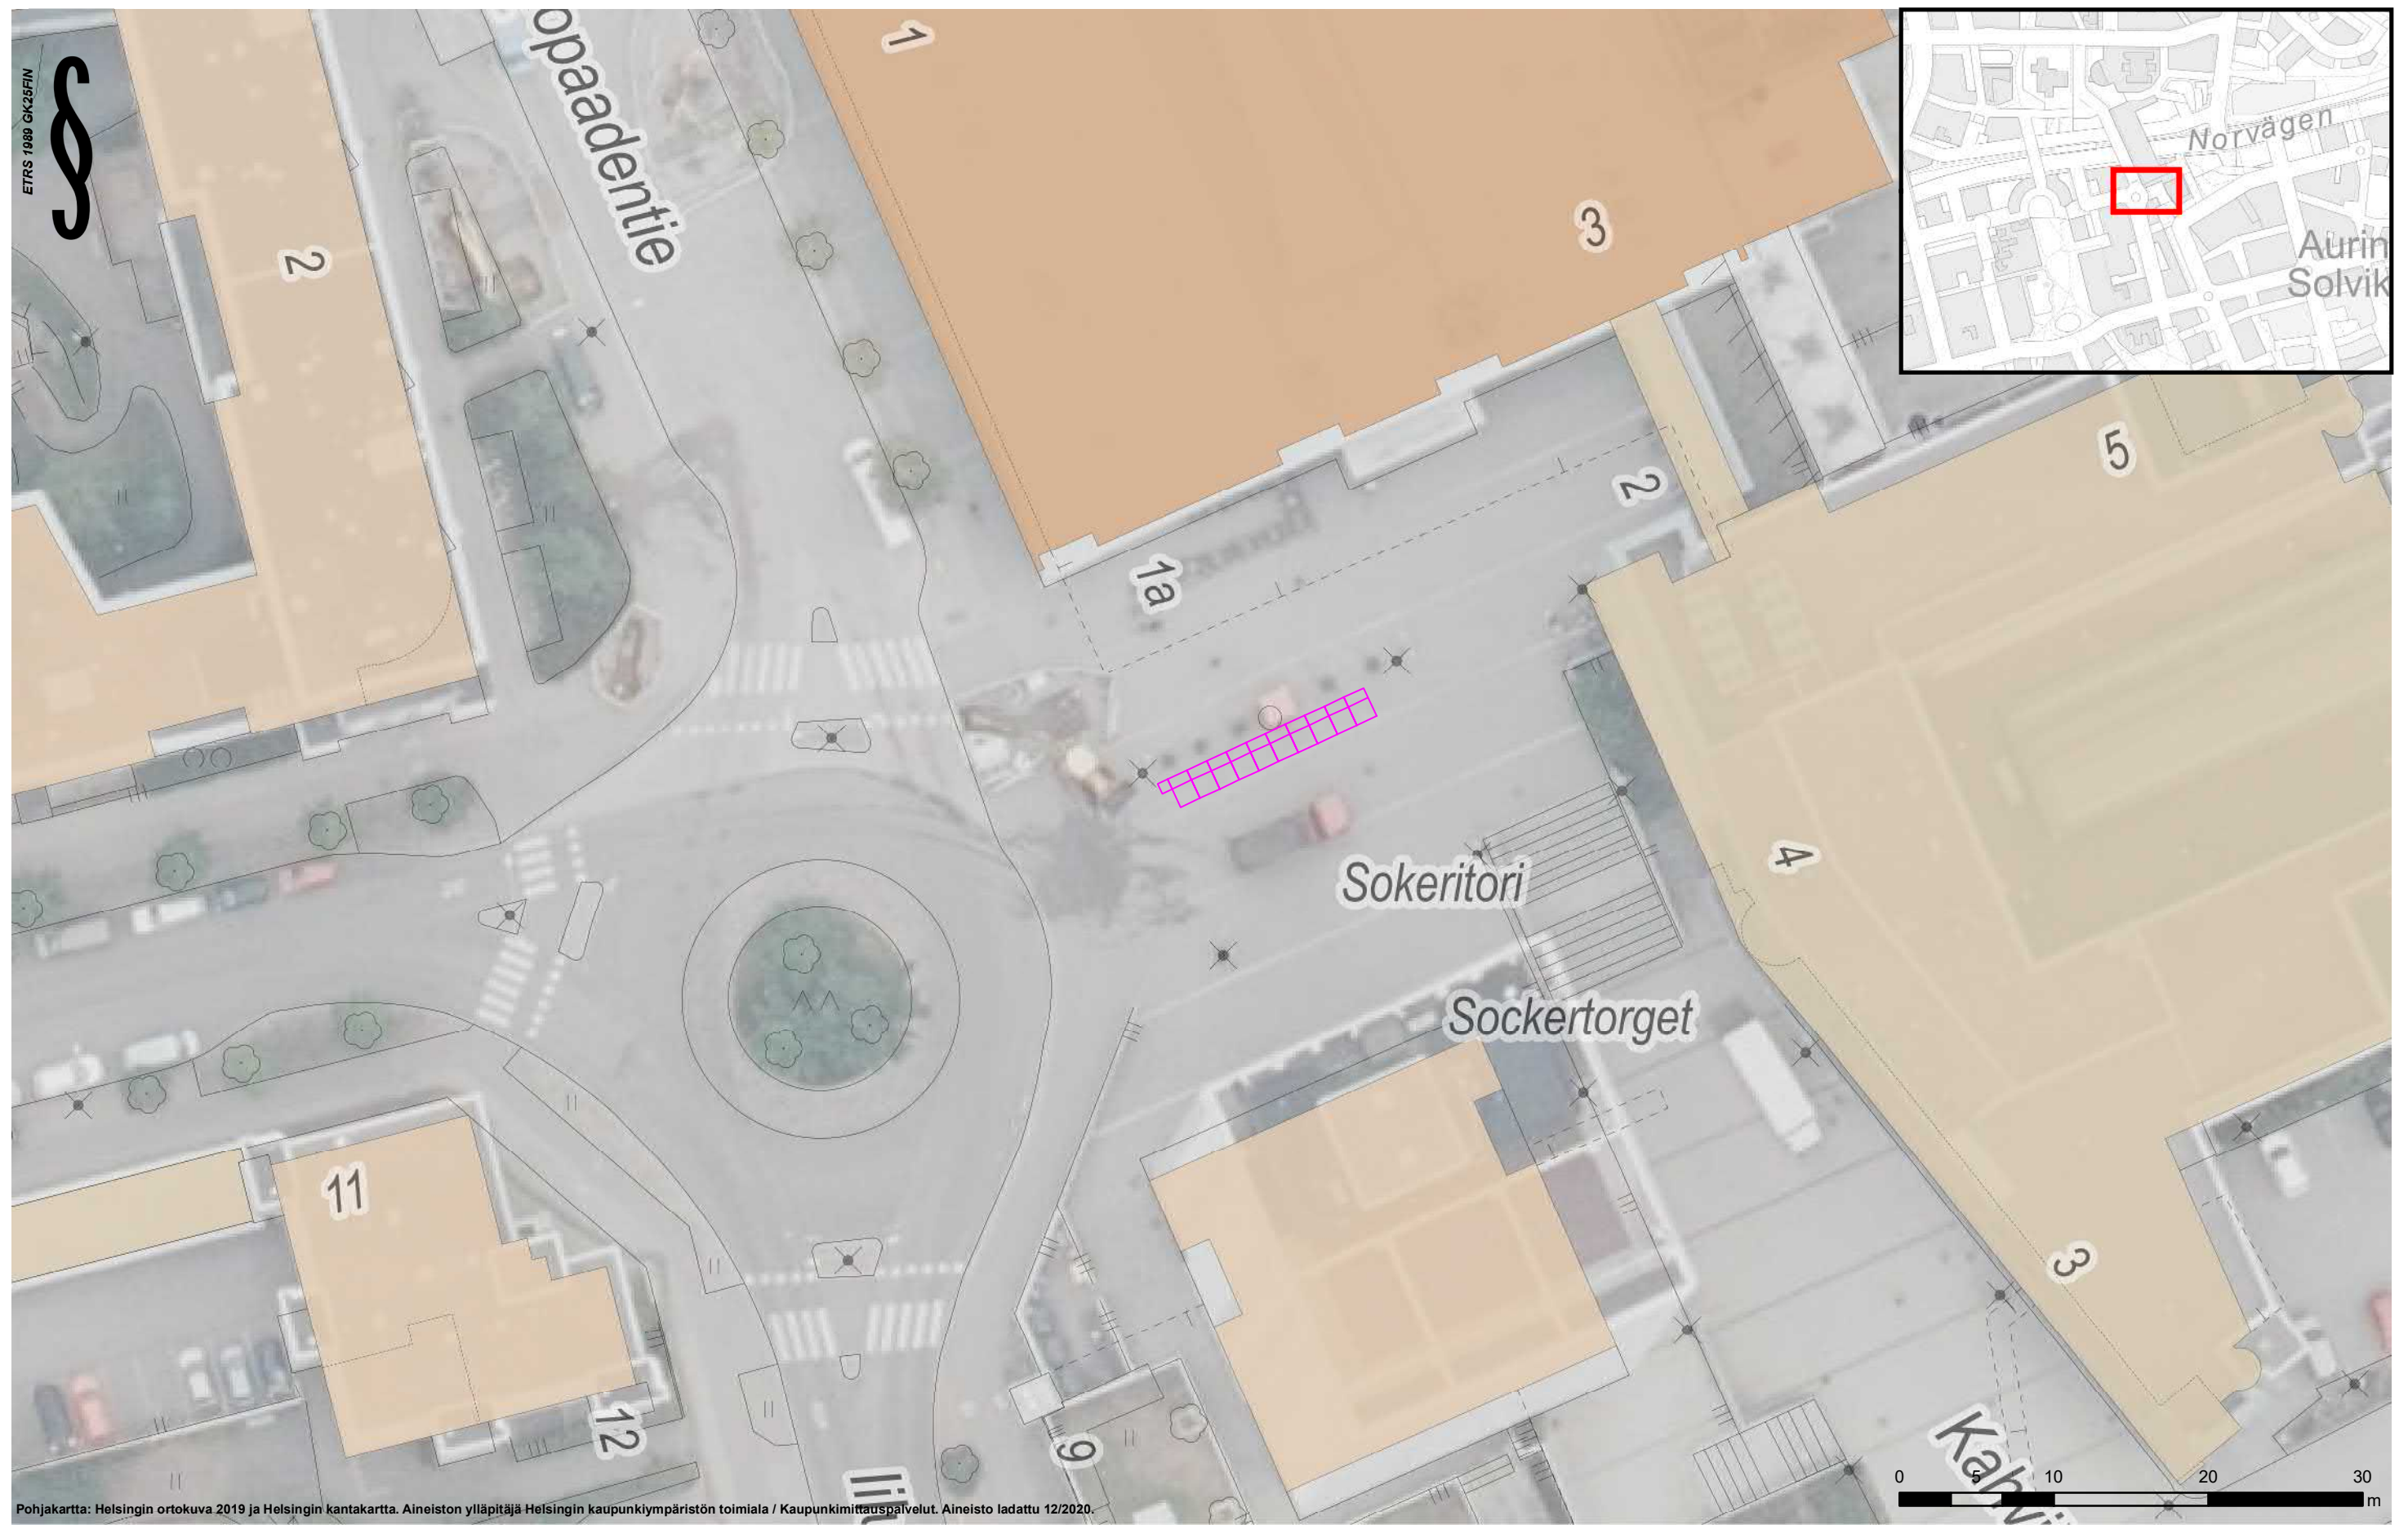 ETRS 1989 GK25FIN
§
opaadentie
1
3
2
Norvägen
Aurin
Solvik
5
2
1a
Sokeritori
4
Sockertorget
11
3
12
9
Iik
Kahvi
0 5 10 20 30
m
Pohjakartta: Helsingin ortokuva 2019 ja Helsingin kantakartta. Aineiston ylläpitäjä Helsingin kaupunkiympäristön toimiala / Kaupunkimittauspalvelut. Aineisto ladattu 12/2020.